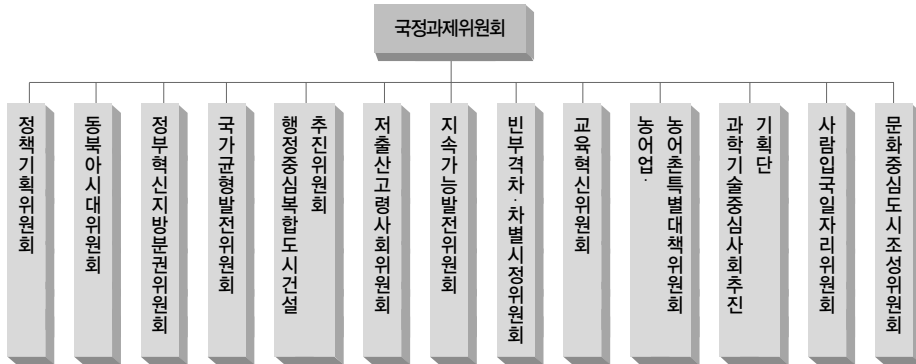 국정과제위원회
정책기획위원회
동북아시대위원회
정부혁신지방분권위원회
국가균형발전위원회
행정중심복합도시건설
추진위원회
저출산고령사회위원회
지속가능발전위원회
빈부격차·차별시정위원회
교육혁신위원회
농어업·
농어촌특별대책위원회
과학기술중심사회추진
기획단
사람입국일자리위원회
문화중심도시조성위원회